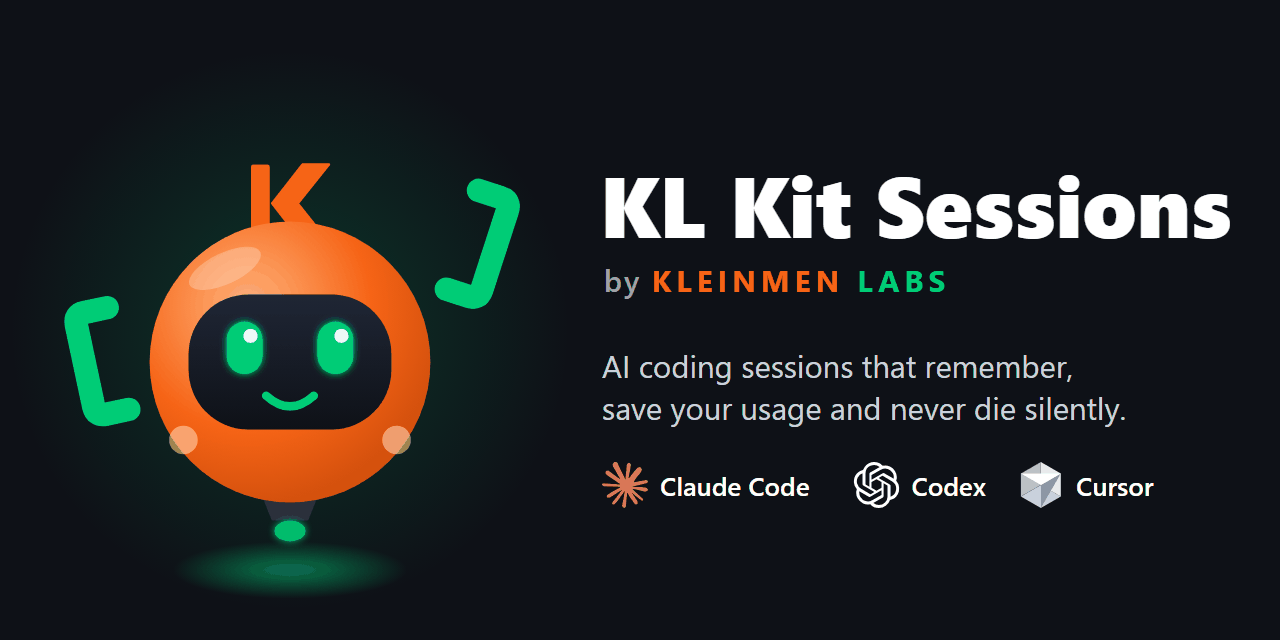 K
KL Kit Sessions
by KLEINMEN LABS
AI coding sessions that remember,
save your usage and never die silently.
Claude Code Codex Cursor